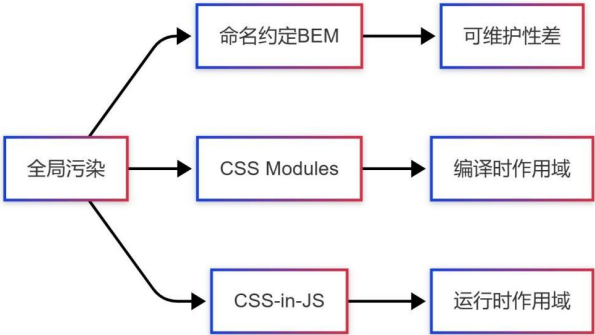 命名约定BEM
可维护性差
全局污染
CSS Modules
编译时作用域
CSS-in-JS
运行时作用域